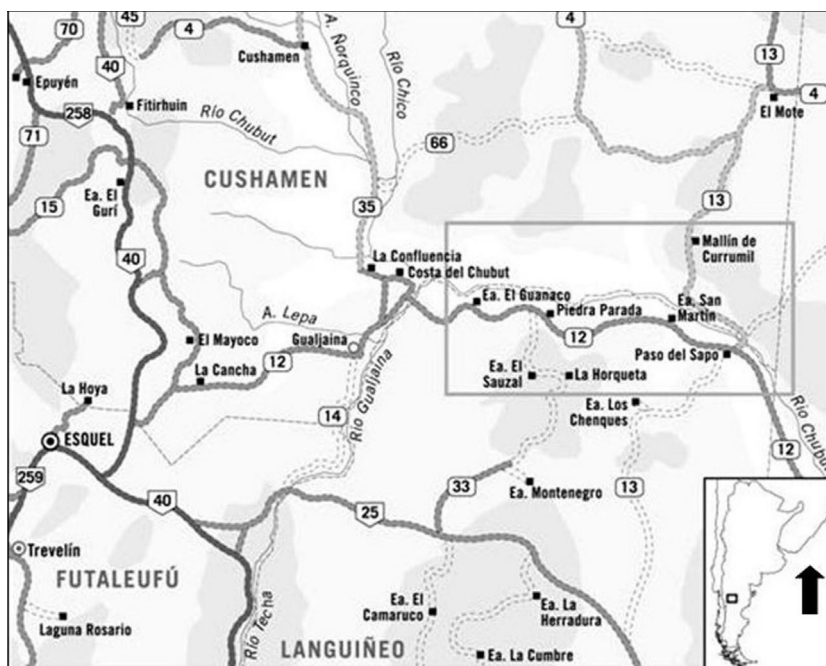 45
4
4
70
40
Cushamen
A. Ñorquinco
Río Chico
13
Epuyén
258
Fitirhuin
El Mote
4
Río Chubut
71
66
CUSHAMEN
15
Ea. El
Gurí
35
13
40
La Confluencia
Costa del Chubut
Mallín de
Currumil
A. Lepa
Ea. El Guanaco
Piedra Parada
Ea. San
Martín
El Mayoco
Gualjaina
12
12
Paso del Sapo
La Cancha
Ea. El
Sauzal
La Horqueta
La Hoya
14
Río Gualjaina
Ea. Los
Chenques
Río Chubut
ESQUEL
12
259
40
33
Ea. Montenegro
13
25
Trevelín
FUTALEUFÚ
Ea. El
Camaruco
Ea. La
Herradura
Laguna Rosario
Río Techa
LANGUIÑEO
Ea. La Cumbre